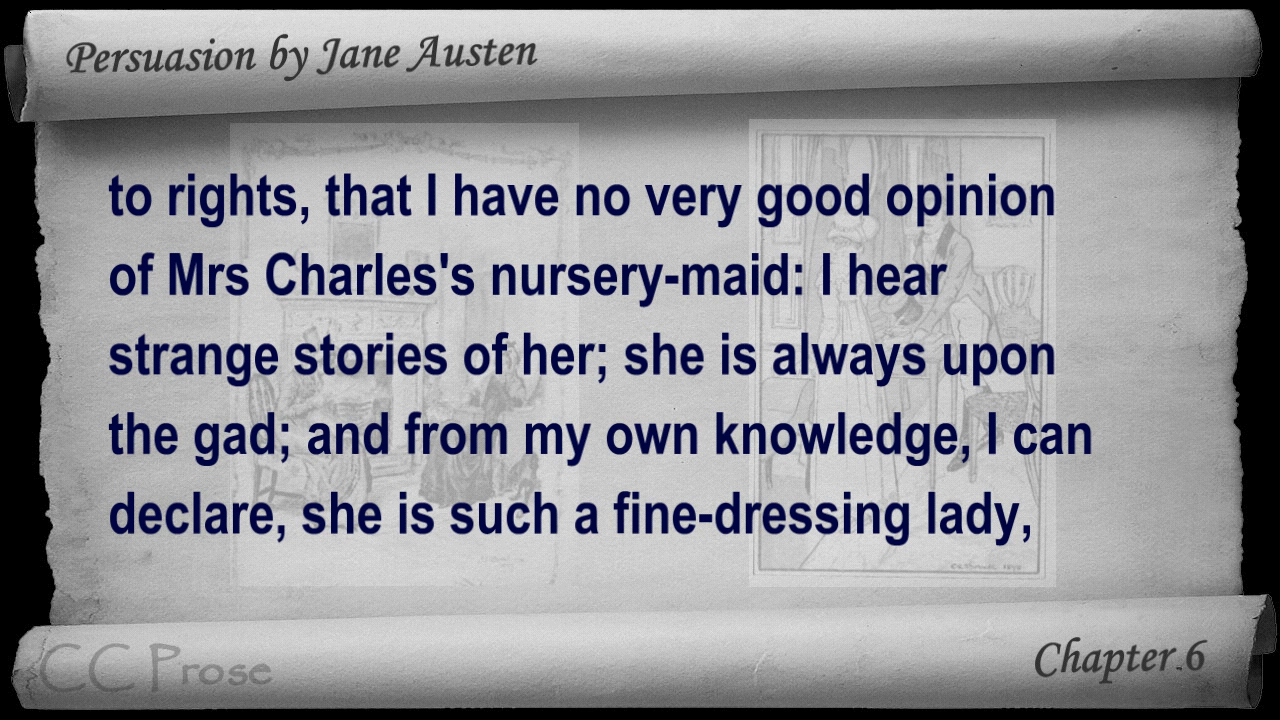 Persuasion by Jane Austen
to rights, that I have no very good opinion
of Mrs Charles's nursery-maid: I hear
strange stories of her; she is always upon
the gad; and from my own knowledge, I can
declare, she is such a fine-dressing lady,
CC Prose
Chapter 6